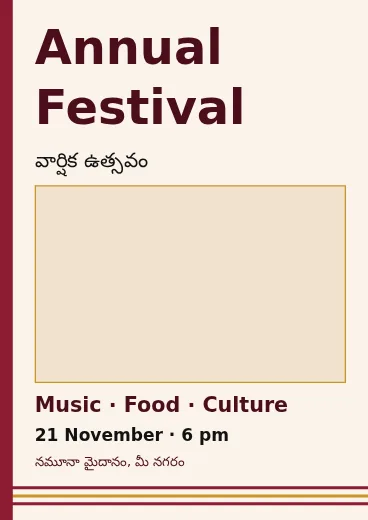 Annual
Festival
వార్షిక ఉత్సవం
Music · Food · Culture
21 November · 6 pm
నమూనా మైదానం, మీ నగరం